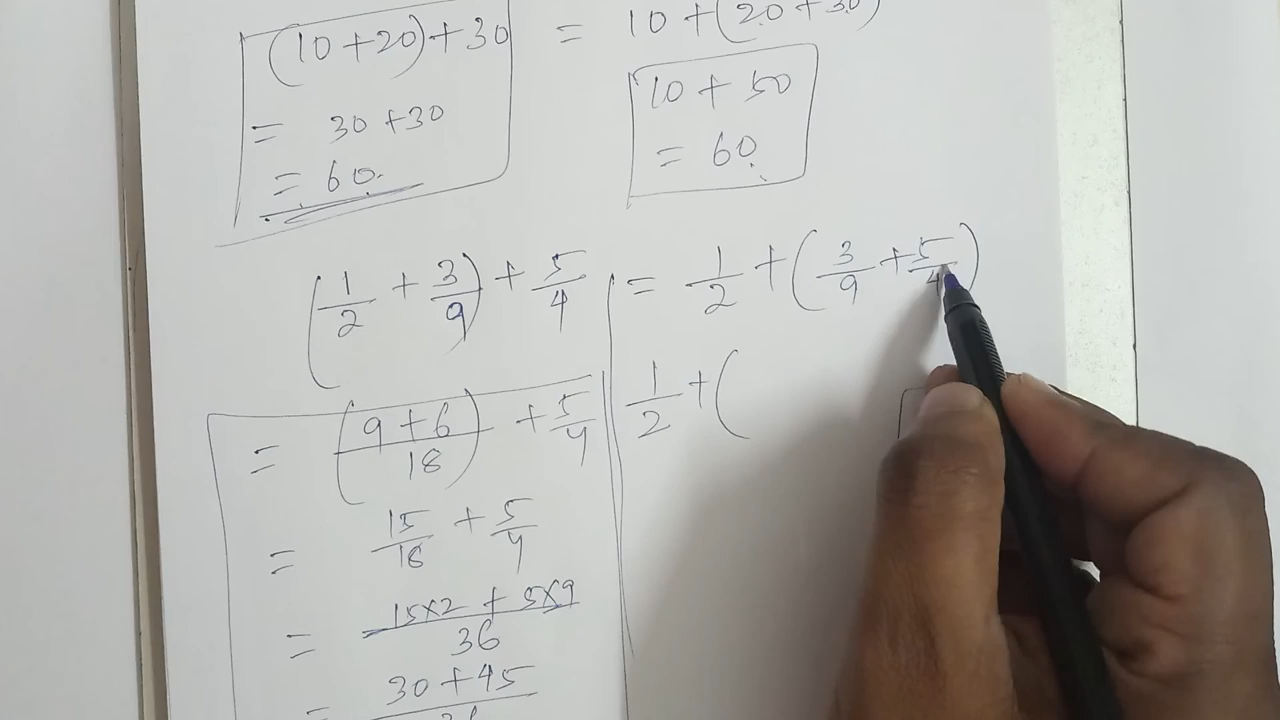 (10+20)+30 = 10+(20+30)
= 30+30
= 60.
10+50
= 60.
(1/2 + 3/9) + 5/4 = 1/2 + (3/9 + 5/4)
= (9+6/18) + 5/4
1/2 + (
= 15/18 + 5/4
= 15×2 + 5×9/36
= 30+45/36